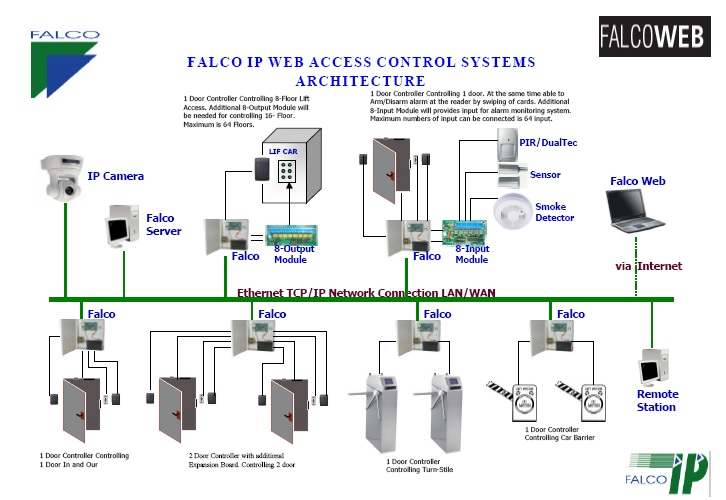 FALCO
FALCOWEB
FALCO IP WEB ACCESS CONTROL SYSTEMS
ARCHITECTURE
1 Door Controller Controlling 8-Floor Lift
Access. Additional 8-Output Module will
be needed for controlling 16- Floor.
Maximum is 64 Floors.
1 Door Controller Controlling 1 door. At the same time able to
Arm/Disarm alarm at the reader by swiping of cards. Additional
8-Input Module will provides input for alarm monitoring system.
Maximum numbers of input can be connected is 64 input.
LIF CAR
PIR/DualTec
IP Camera
Sensor
Falco Web
Smoke
Detector
Falco
Server
Falco
8-Output
Module
Falco
8-Input
Module
via Internet
Ethernet TCP/IP Network Connection LAN/WAN
Falco
Falco
Falco
Falco
Remote
Station
1 Door Controller Controlling
1 Door In and Our
2 Door Controller with additional
Expansion Board. Controlling 2 door
1 Door Controller
Controlling Turn-Stile
1 Door Controller
Controlling Car Barrier
FALCO IP